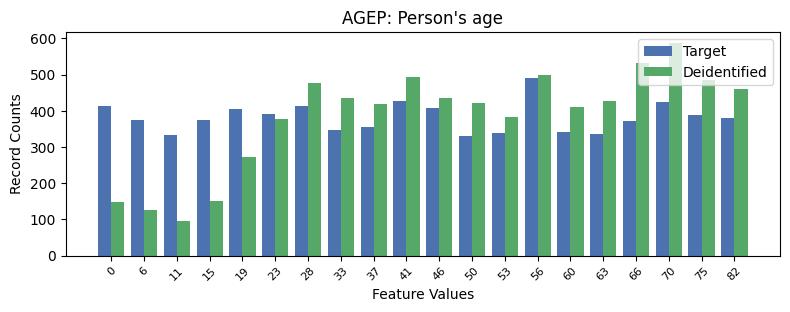 AGEP: Person's age
Target
Deidentified
Record Counts
600
500
400
300
200
100
0
0 6 11 15 19 23 28 33 37 41 46 50 53 56 60 63 66 70 75 82
Feature Values